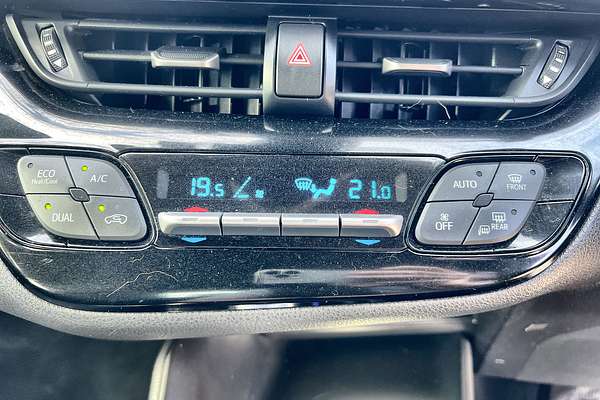 ECO
Heat/Cool
A/C
DUAL
19.5
21.0
AUTO
FRONT
OFF
REAR